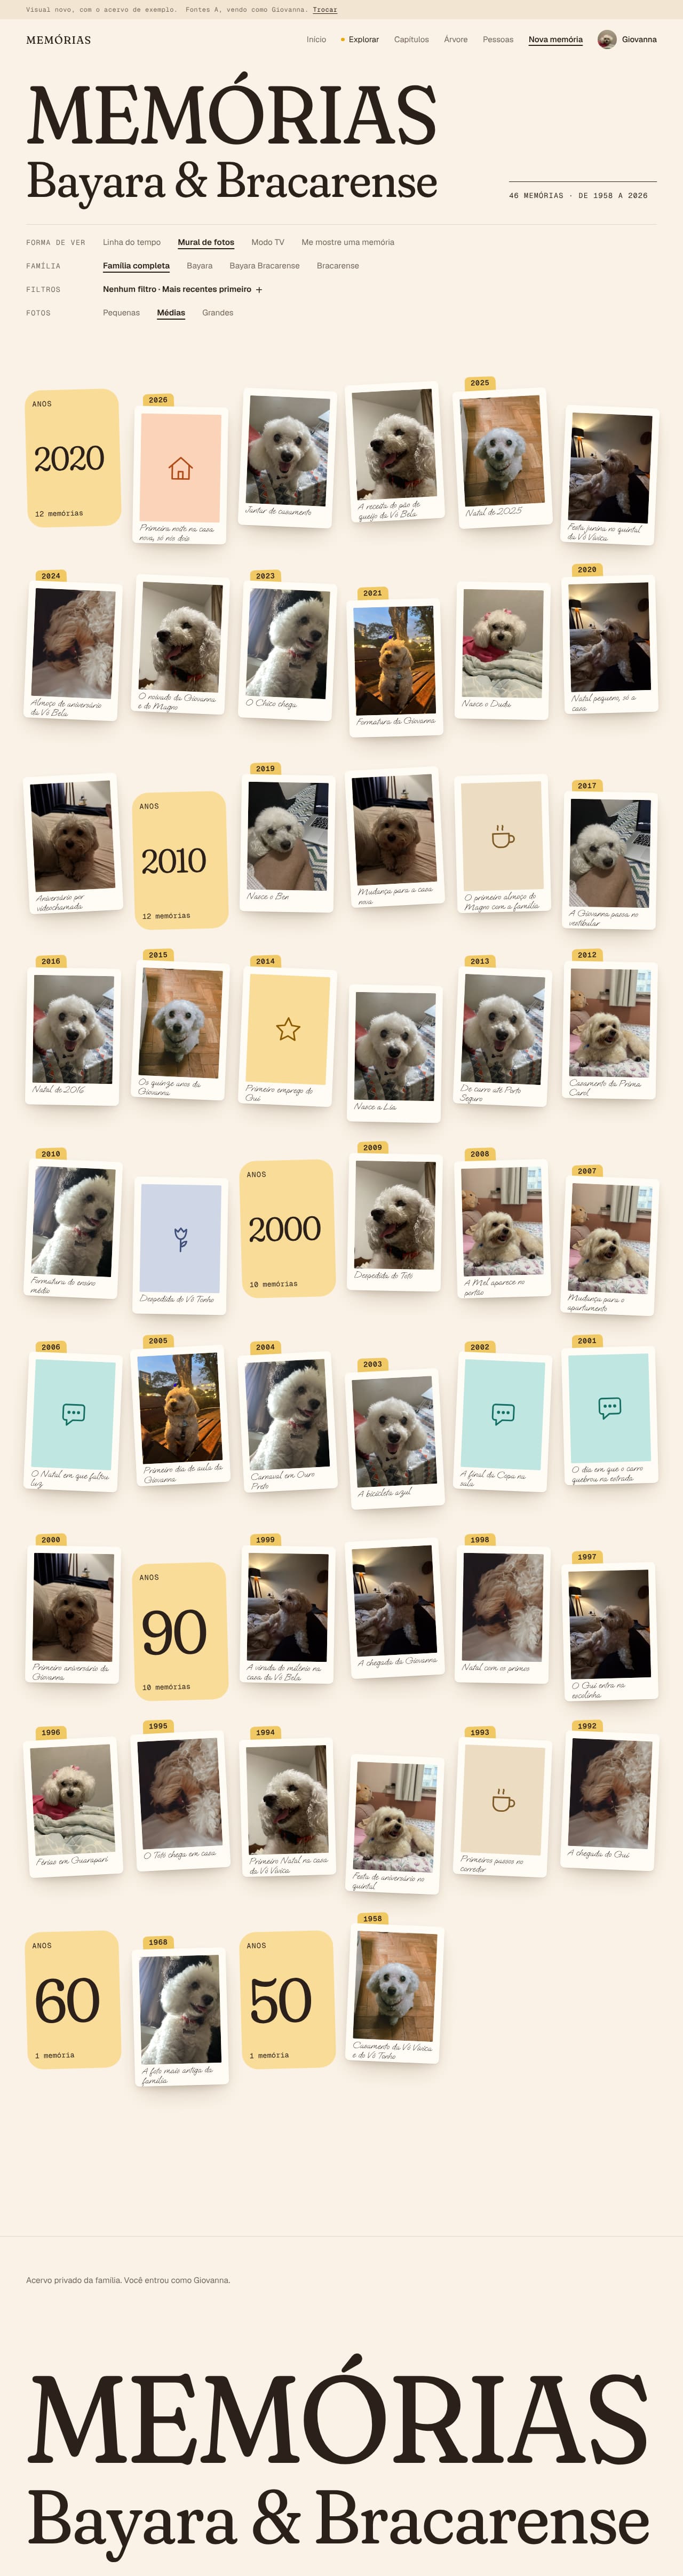 Visual novo, com o acervo de exemplo. Fontes A, vendo como Giovanna. Trocar
MEMÓRIAS
Início
Explorar
Capítulos
Árvore
Pessoas
Nova memória
Giovanna
MEMÓRIAS
Bayara & Bracarense
46 MEMÓRIAS · DE 1958 A 2026
FORMA DE VER
Linha do tempo
Mural de fotos
Modo TV
Me mostre uma memória
FAMÍLIA
Família completa
Bayara
Bayara Bracarense
Bracarense
FILTROS
Nenhum filtro · Mais recentes primeiro +
FOTOS
Pequenas
Médias
Grandes
ANOS
2020
12 memórias
2026
Primeira noite na casa
nova, só nós dois
Jantar de casamento
A receita do pão de
queijo da Vó Bela
2025
Natal de 2025
Festa junina no quintal
da Vó Vivica
2024
Almoço de aniversário
da Vó Bela
O noivado da Giovanna
e do Magno
2023
O Chico chega
2021
Formatura da Giovanna
Nasce o Dudu
2020
Natal pequeno, só a
casa
Aniversário por
videochamada
ANOS
2010
12 memórias
2019
Nasce o Ben
Mudança para a casa
nova
O primeiro almoço do
Magno com a família
2017
A Giovanna passa no
vestibular
2016
Natal de 2016
2015
Os quinze anos da
Giovanna
2014
Primeiro emprego do
Gui
Nasce a Lia
2013
De carro até Porto
Seguro
2012
Casamento da Prima
Carol
2010
Formatura do ensino
médio
Despedida do Vô Tonho
ANOS
2000
10 memórias
2009
Despedida do Totó
2008
A Mel aparece no
portão
2007
Mudança para o
apartamento
2006
O Natal em que faltou
luz
2005
Primeiro dia de aula da
Giovanna
2004
Carnaval em Ouro
Preto
2003
A bicicleta azul
2002
A final da Copa na
sala
2001
O dia em que o carro
quebrou na estrada
2000
Primeiro aniversário da
Giovanna
ANOS
90
10 memórias
1999
A virada do milênio na
casa da Vó Bela
A chegada da Giovanna
1998
Natal com os primos
1997
O Gui entra na
escolinha
1996
Férias em Guarapari
1995
O Totó chega em casa
1994
Primeiro Natal na casa
da Vó Vivica
Festa de aniversário no
quintal
1993
Primeiros passos no
corredor
1992
A chegada do Gui
ANOS
60
1 memória
1968
A foto mais antiga da
família
ANOS
50
1 memória
1958
Casamento da Vó Vivica
e do Vô Tonho
Acervo privado da família. Você entrou como Giovanna.
MEMÓRIAS
Bayara & Bracarense